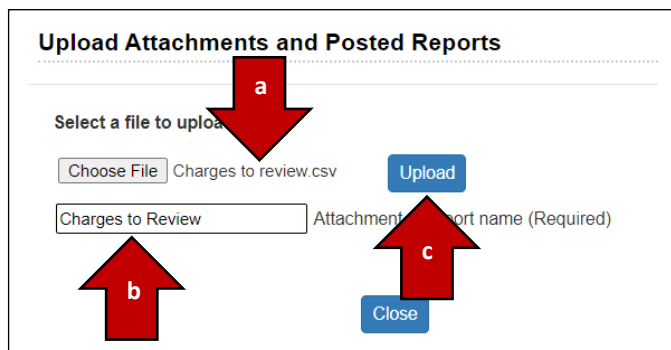 Upload Attachments and Posted Reports
a
Select a file to uploa
Choose File Charges to review.csv Upload
Charges to Review Attachment ort name (Required)
b
c
Close